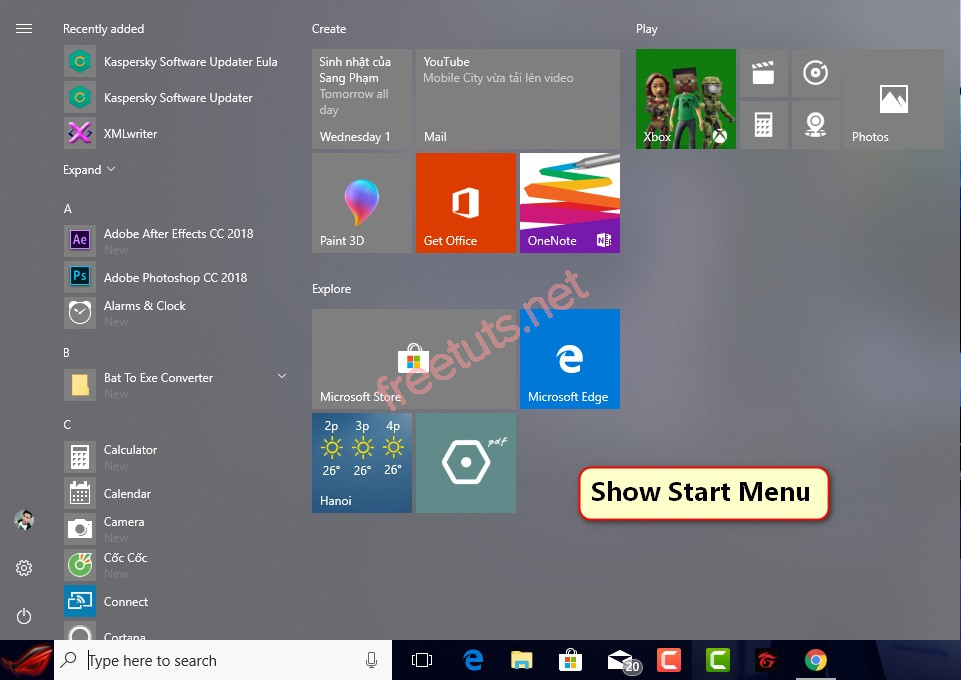 Recently added
Kaspersky Software Updater Eula
Kaspersky Software Updater
XMLwriter
Expand
A
Ae
Adobe After Effects CC 2018
New
Ps
Adobe Photoshop CC 2018
Alarms & Clock
New
B
Bat To Exe Converter
New
C
Calculator
New
Calendar
Camera
New
Cốc Cốc
New
Connect
Cortana
Create
Sinh nhật của
Sang Phạm
Tomorrow all
day
Wednesday 1
YouTube
Mobile City vừa tải lên video
Mail
Paint 3D
Get Office
OneNote
N
Explore
Microsoft Store
Microsoft Edge
2p 3p 4p
26° 26° 26°
Hanoi
pdf
Play
Xbox
Photos
freetuts.net
Show Start Menu
Type here to search
20
C
C